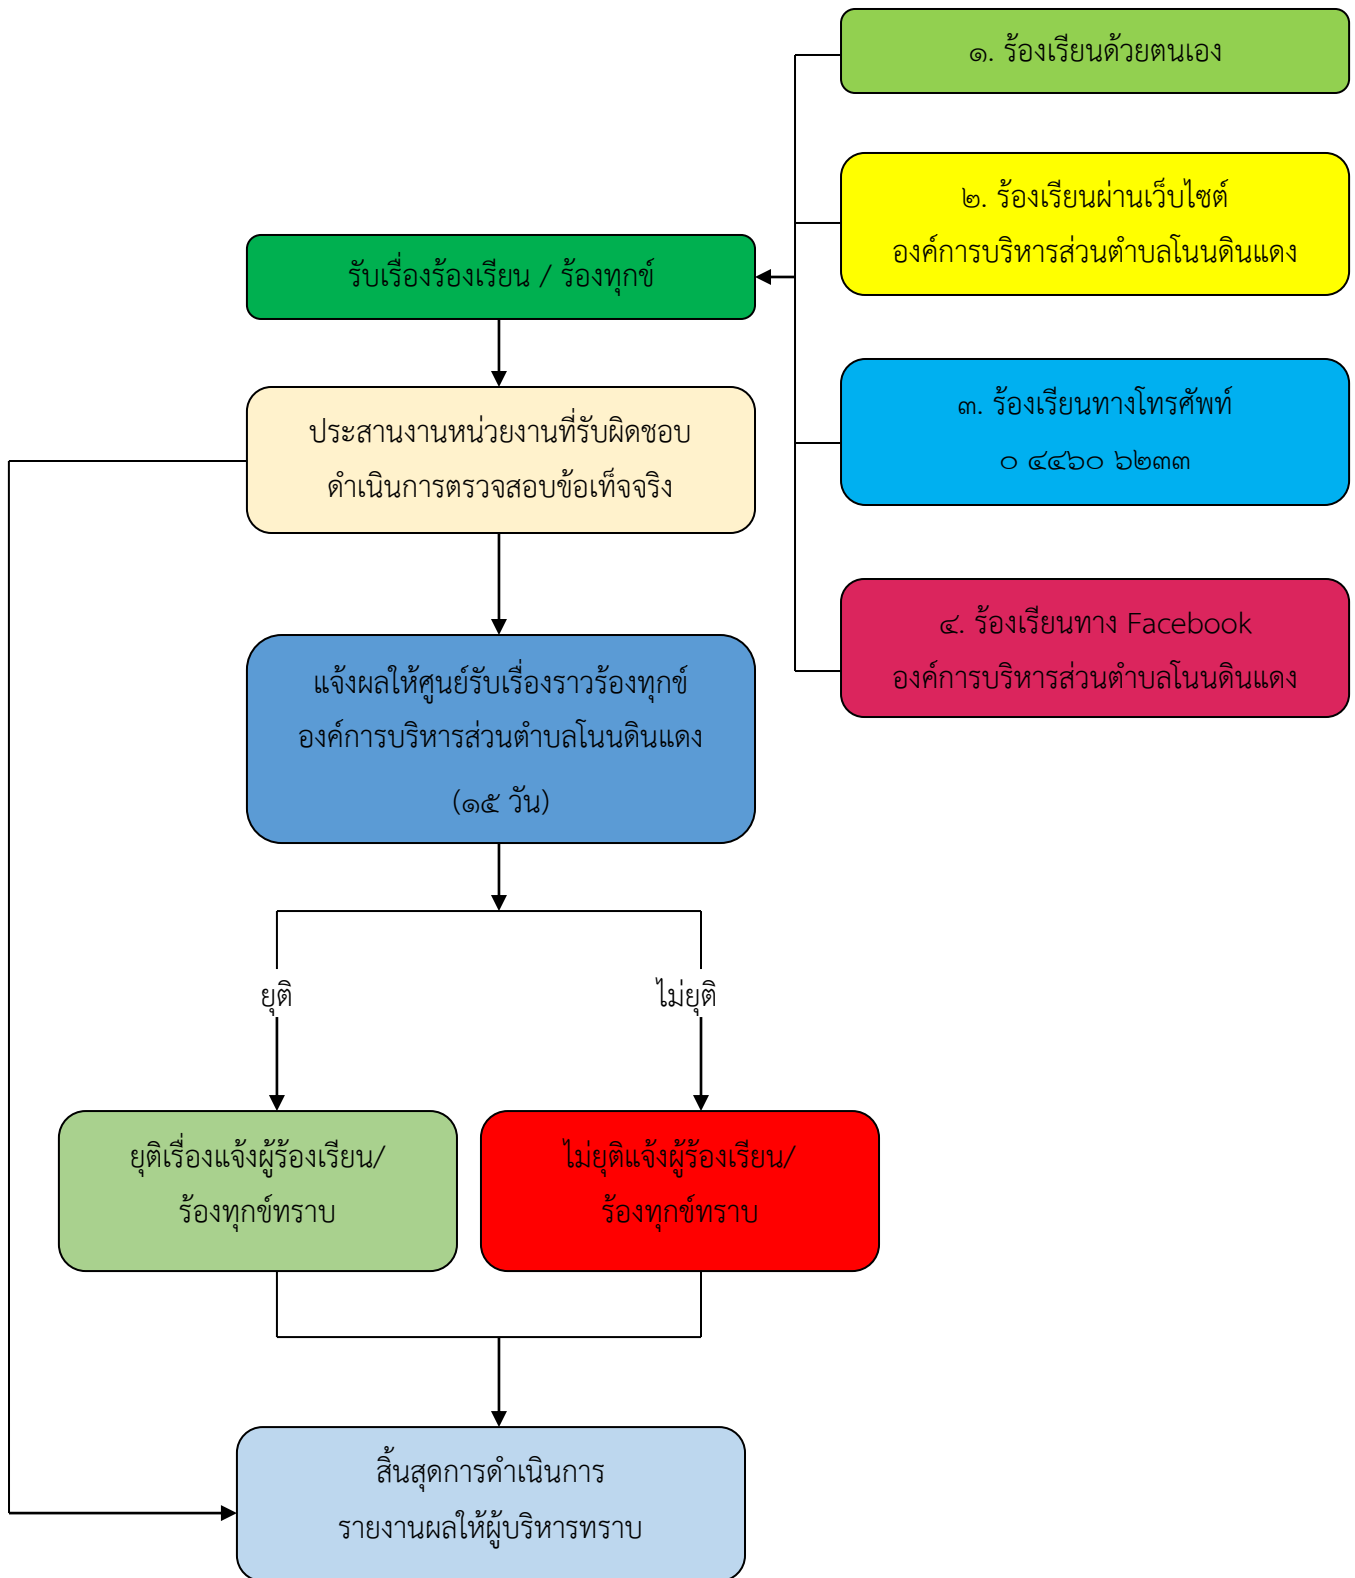 ๑. ร้องเรียนด้วยตนเอง
๒. ร้องเรียนผ่านเว็บไซต์
องค์การบริหารส่วนตำบลโนนดินแดง
รับเรื่องร้องเรียน / ร้องทุกข์
๓. ร้องเรียนทางโทรศัพท์
๐ ๔๔๖๐ ๖๒๓๓
ประสานงานหน่วยงานที่รับผิดชอบ
ดำเนินการตรวจสอบข้อเท็จจริง
๔. ร้องเรียนทาง Facebook
องค์การบริหารส่วนตำบลโนนดินแดง
แจ้งผลให้ศูนย์รับเรื่องราวร้องทุกข์
องค์การบริหารส่วนตำบลโนนดินแดง
(๑๕ วัน)
ยุติ
ไม่ยุติ
ยุติเรื่องแจ้งผู้ร้องเรียน/
ร้องทุกข์ทราบ
ไม่ยุติแจ้งผู้ร้องเรียน/
ร้องทุกข์ทราบ
สิ้นสุดการดำเนินการ
รายงานผลให้ผู้บริหารทราบ